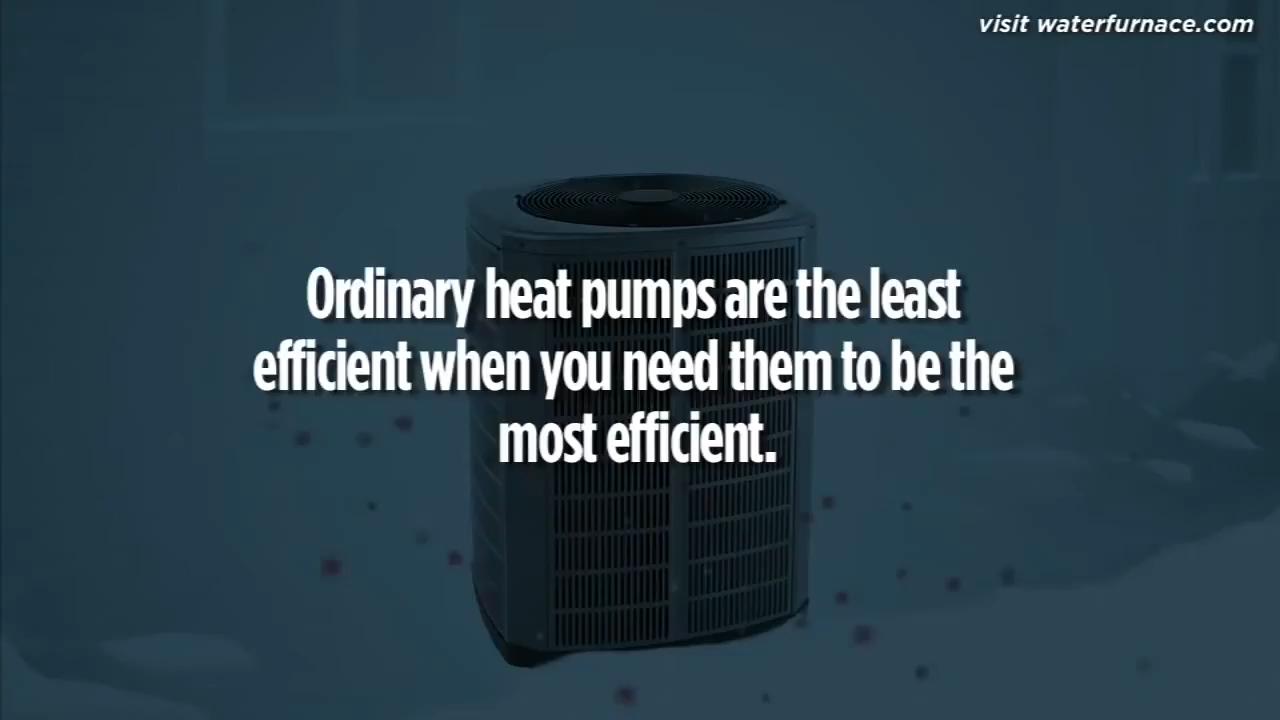 visit waterfurnace.com
Ordinary heat pumps are the least
efficient when you need them to be the
most efficient.